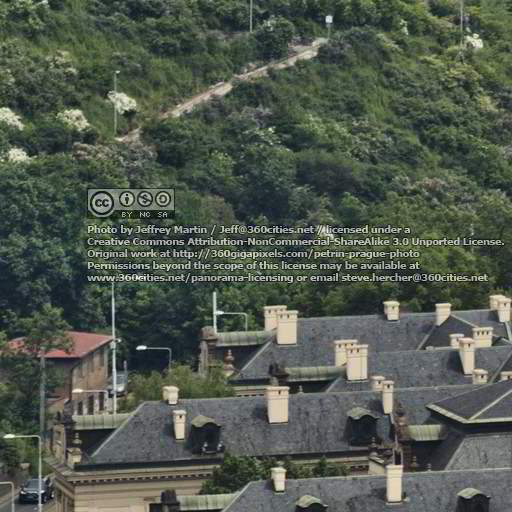 cc
BY NC SA
Photo by Jeffrey Martin / Jeff@360cities.net / licensed under a
Creative Commons Attribution-NonCommercial-ShareAlike 3.0 Unported License.
Original work at http://360gigapixels.com/petrin-prague-photo
Permissions beyond the scope of this license may be available at
www.360cities.net/panorama-licensing or email steve.hercher@360cities.net